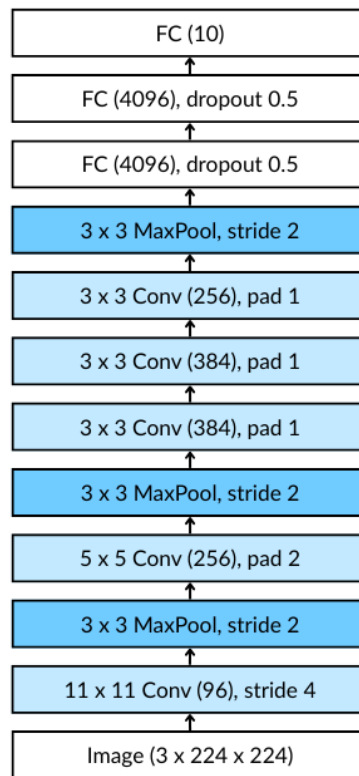 FC (10)
FC (4096), dropout 0.5
FC (4096), dropout 0.5
3 x 3 MaxPool, stride 2
3 x 3 Conv (256), pad 1
3 x 3 Conv (384), pad 1
3 x 3 Conv (384), pad 1
3 x 3 MaxPool, stride 2
5 x 5 Conv (256), pad 2
3 x 3 MaxPool, stride 2
11 x 11 Conv (96), stride 4
Image (3 x 224 x 224)